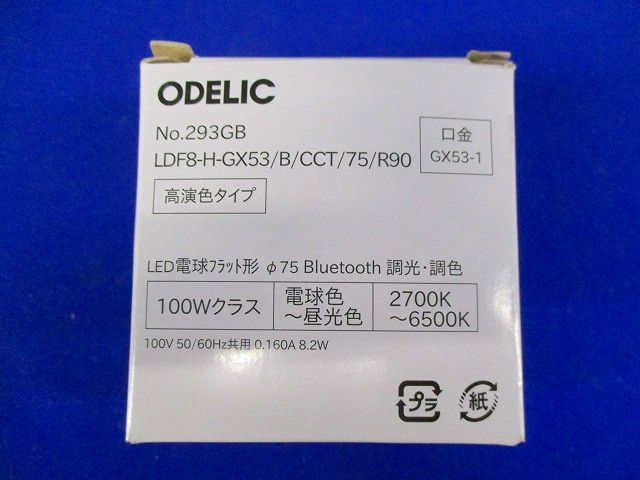 ODELIC
No.293GB
LDF8-H-GX53/B/CCT/75/R90
口金
GX53-1
高演色タイプ
LED電球ﾌﾗｯﾄ形 φ75 Bluetooth 調光・調色
100Wクラス
電球色
～昼光色
2700K
～6500K
100V 50/60Hz共用 0.160A 8.2W
プラ
紙